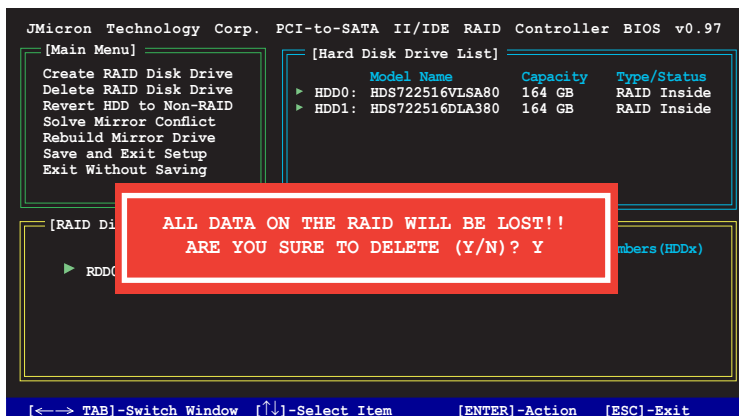 JMicron Technology Corp. PCI-to-SATA II/IDE RAID Controller BIOS v0.97
[Main Menu]
Create RAID Disk Drive
Delete RAID Disk Drive
Revert HDD to Non-RAID
Solve Mirror Conflict
Rebuild Mirror Drive
Save and Exit Setup
Exit Without Saving
[Hard Disk Drive List]
Model Name Capacity Type/Status
HDD0: HDS722516VLSA80 164 GB RAID Inside
HDD1: HDS722516DLA380 164 GB RAID Inside
ALL DATA ON THE RAID WILL BE LOST!!
ARE YOU SURE TO DELETE (Y/N)? Y
[RAID Di
mbers(HDDx)
RDD0
[←—→ TAB]-Switch Window [↑↓]-Select Item [ENTER]-Action [ESC]-Exit